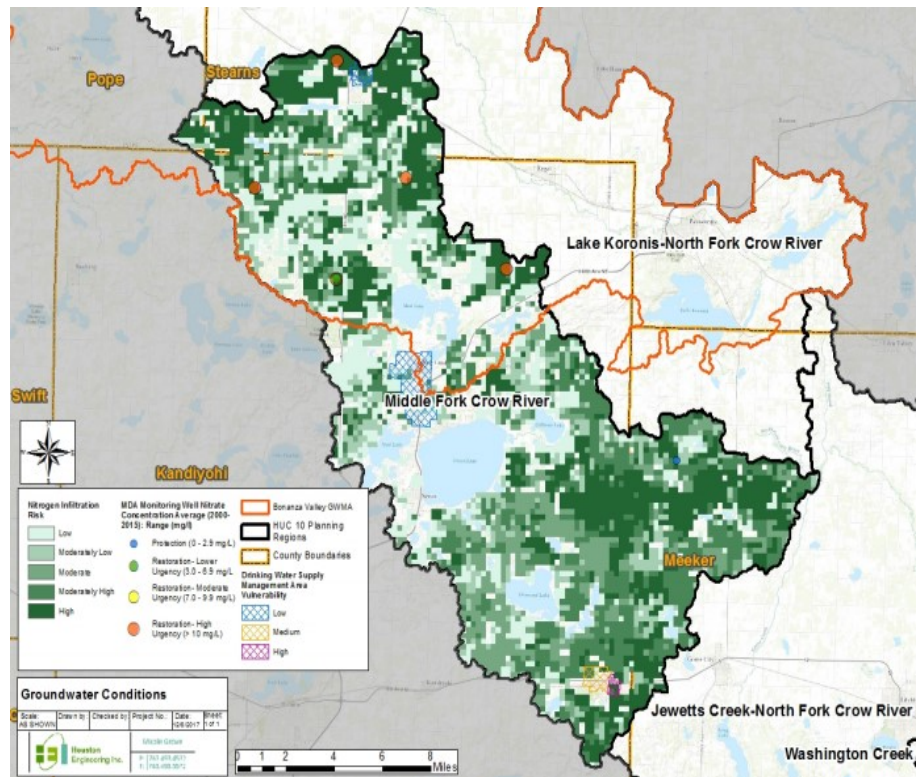 Pope
Stearns
Lake Koronis-North Fork Crow River
Swift
Middle Fork Crow River
Kandiyohi
Meeker
Jewetts Creek-North Fork Crow River
Washington Creek
Nitrogen Infiltration
Risk
Low
Moderately Low
Moderate
Moderately High
High
MDA Monitoring Well Nitrate
Concentration Average (2000-
2015): Range (mg/l)
Protection (0 - 2.9 mg/L)
Restoration- Lower
Urgency (3.0 - 6.9 mg/L)
Restoration- Moderate
Urgency (7.0 - 9.9 mg/L)
Restoration- High
Urgency (> 10 mg/L)
Bonanza Valley GWMA
HUC 10 Planning
Regions
County Boundaries
Drinking Water Supply
Management Area
Vulnerability
Low
Medium
High
Groundwater Conditions
Scale:
AS SHOWN
Drawn by:
Checked by:
Project No.:
Date:
Sheet:
1 of 1
Houston
Engineering Inc.
Maple Grove
0 2 4 6 8
Miles